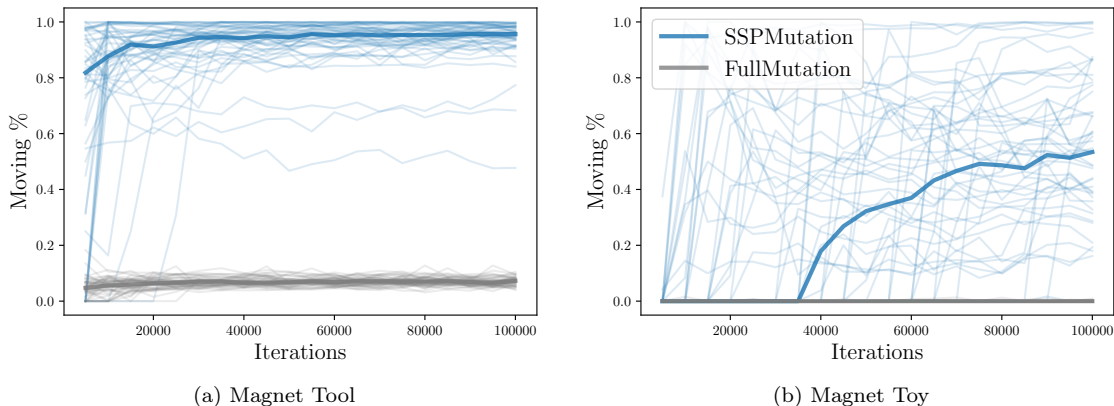 1.0
0.8
0.6
0.4
0.2
0.0
Moving %
20000 40000 60000 80000 100000
Iterations
(a) Magnet Tool
1.0
0.8
0.6
0.4
0.2
0.0
Moving %
SSPMutation
FullMutation
20000 40000 60000 80000 100000
Iterations
(b) Magnet Toy